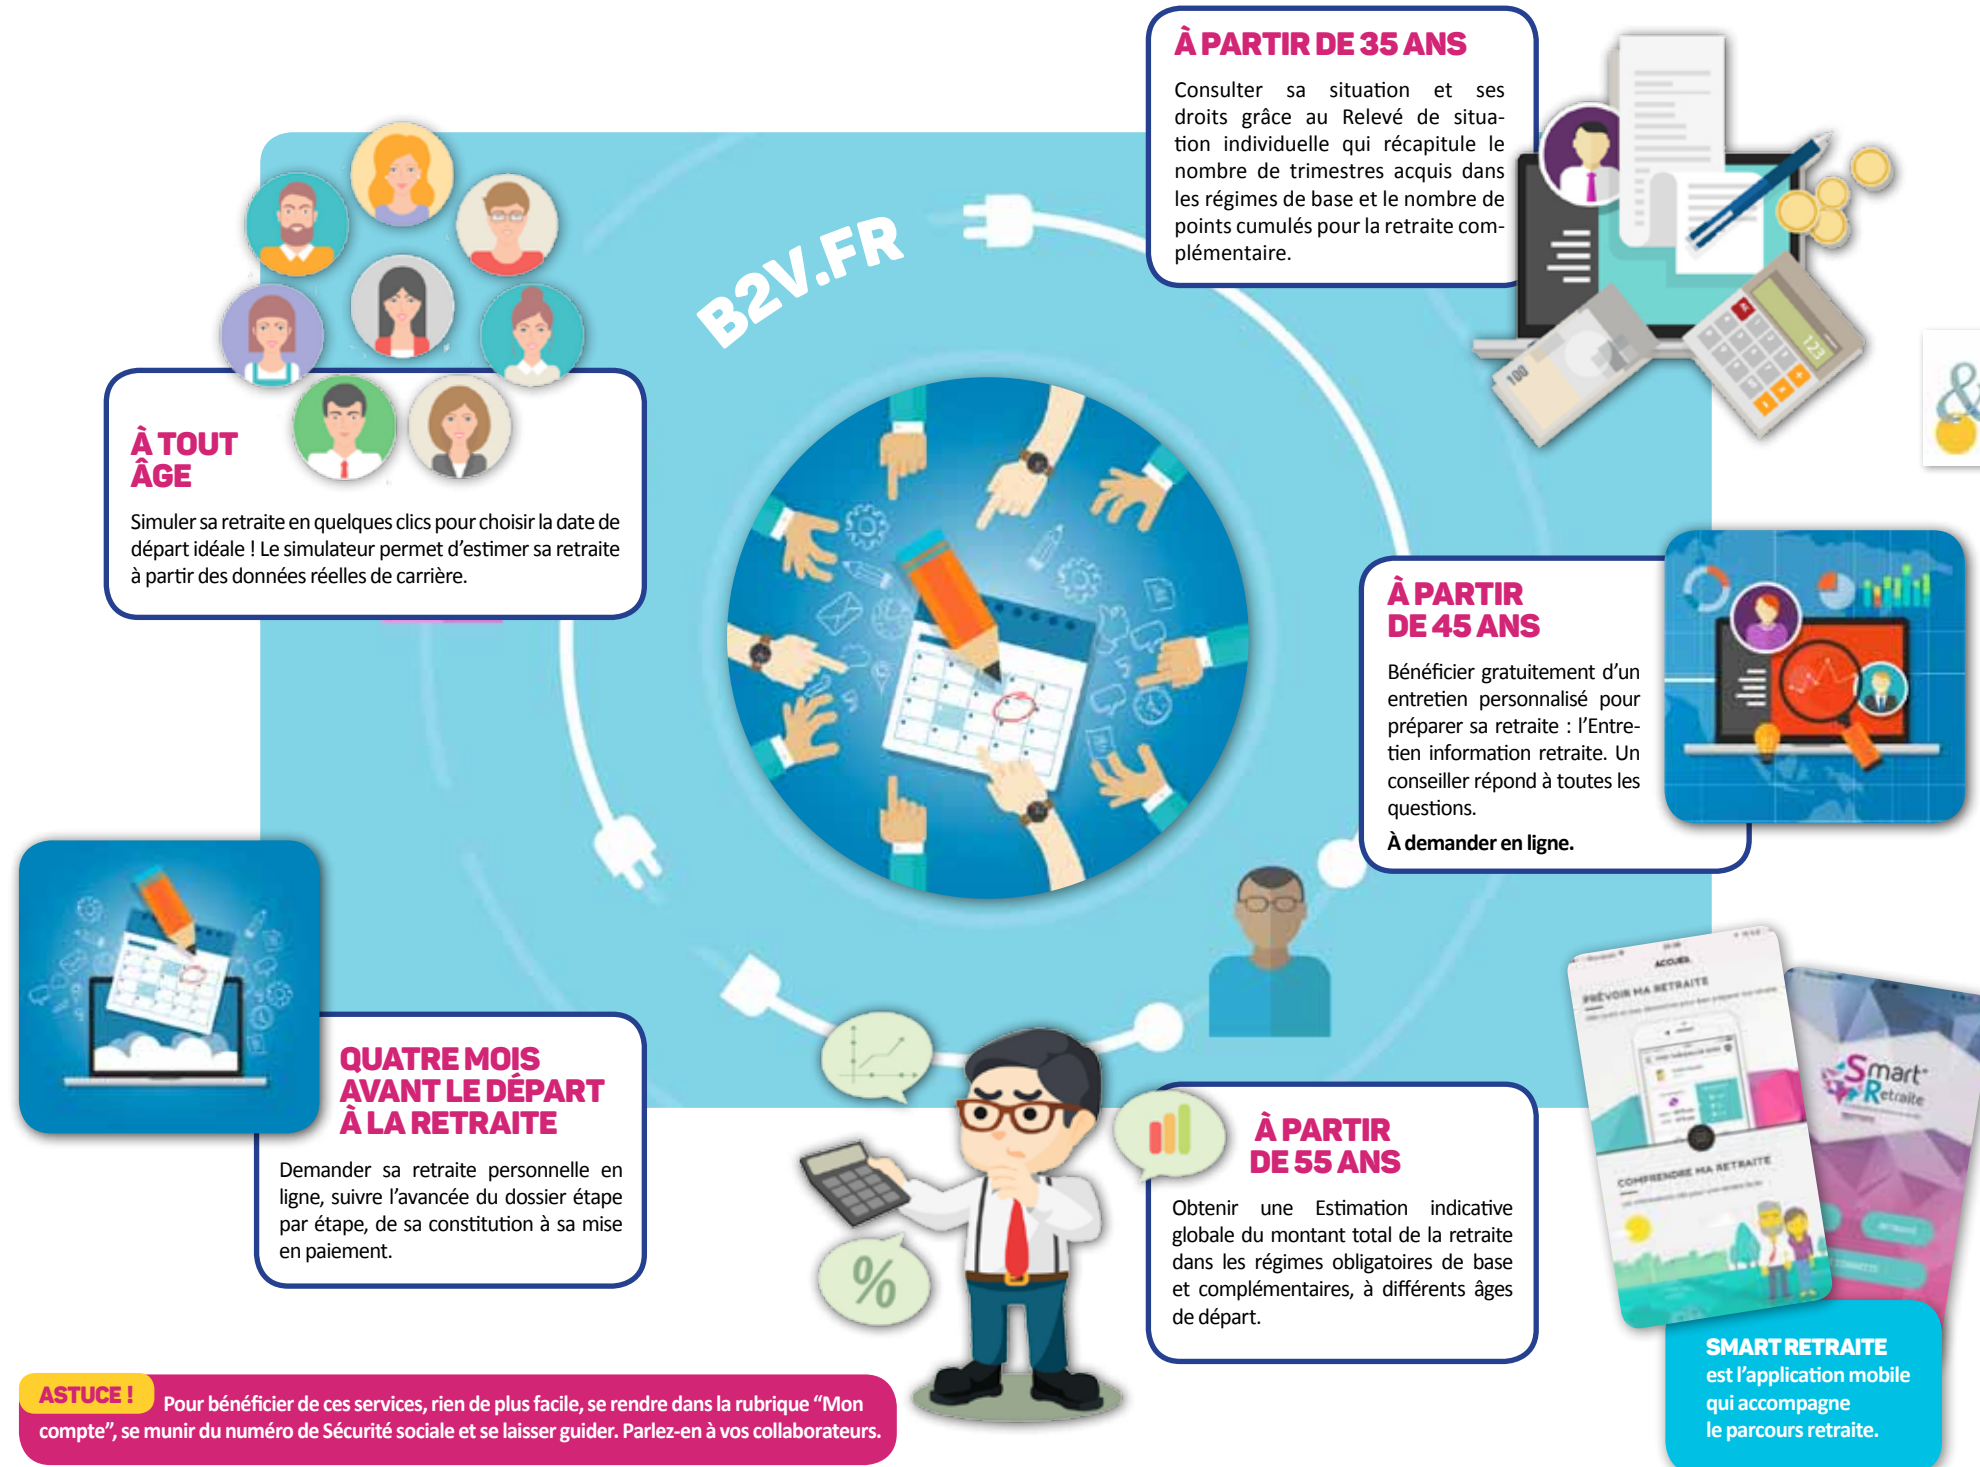 À PARTIR DE 35 ANS
Consulter sa situation et ses
droits grâce au Relevé de situa-
tion individuelle qui récapitule le
nombre de trimestres acquis dans
les régimes de base et le nombre de
points cumulés pour la retraite com-
plémentaire.
B2V.FR
100
123
&
À TOUT
ÂGE
Simuler sa retraite en quelques clics pour choisir la date de
départ idéale ! Le simulateur permet d'estimer sa retraite
à partir des données réelles de carrière.
À PARTIR
DE 45 ANS
Bénéficier gratuitement d'un
entretien personnalisé pour
préparer sa retraite : l'Entre-
tien information retraite. Un
conseiller répond à toutes les
questions.
À demander en ligne.
QUATRE MOIS
AVANT LE DÉPART
À LA RETRAITE
Demander sa retraite personnelle en
ligne, suivre l'avancée du dossier étape
par étape, de sa constitution à sa mise
en paiement.
%
À PARTIR
DE 55 ANS
Obtenir une Estimation indicative
globale du montant total de la retraite
dans les régimes obligatoires de base
et complémentaires, à différents âges
de départ.
ACCUEIL
PRÉVOIR MA RETRAITE
COMPRENDRE MA RETRAITE
Smart
Retraite
SMART RETRAITE
est l'application mobile
qui accompagne
le parcours retraite.
ASTUCE ! Pour bénéficier de ces services, rien de plus facile, se rendre dans la rubrique “Mon
compte”, se munir du numéro de Sécurité sociale et se laisser guider. Parlez-en à vos collaborateurs.